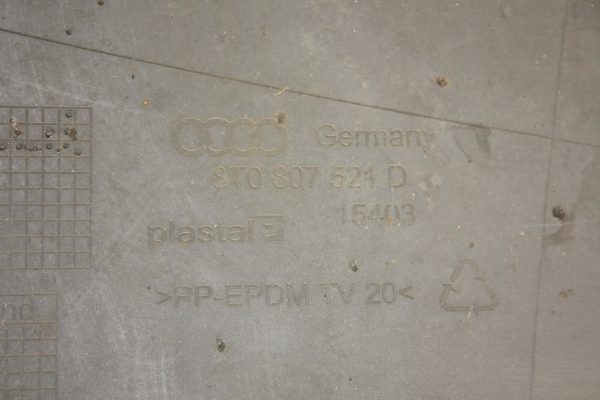 Germany
8T0 807 521 D
15403
plastal
>PP-EPDM TV 20<